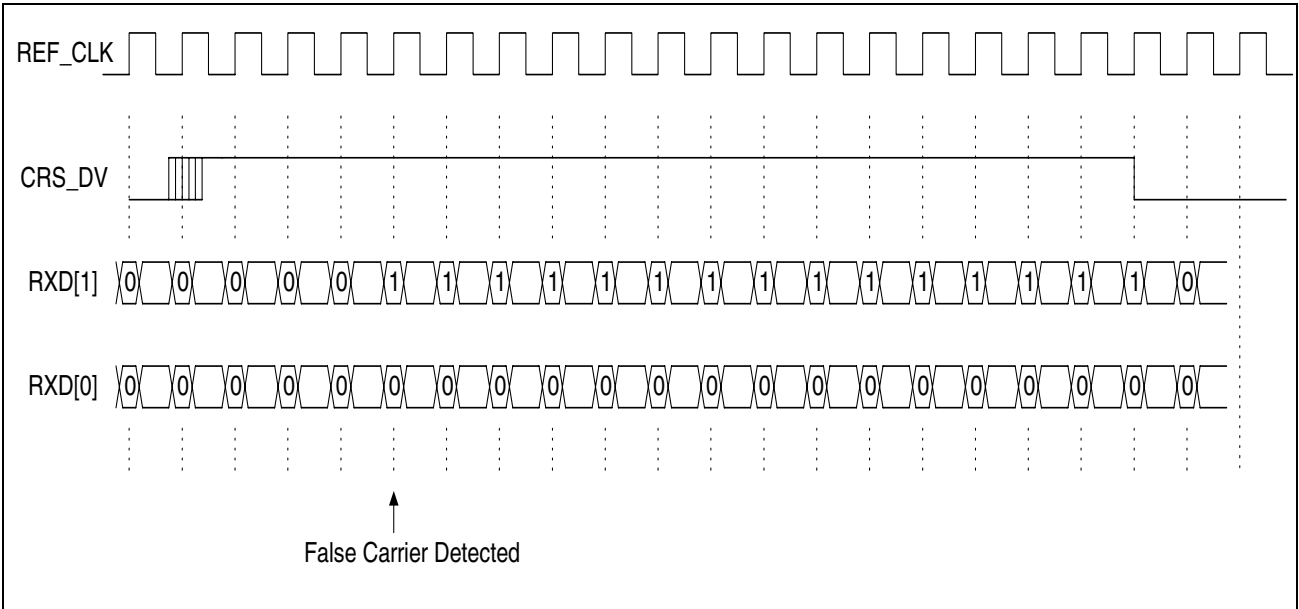 REF_CLK
CRS_DV
RXD[1] 0 0 0 0 0 1 1 1 1 1 1 1 1 1 1 1 1 1 1 1 0
RXD[0] 0 0 0 0 0 0 0 0 0 0 0 0 0 0 0 0 0 0 0 0 0
False Carrier Detected